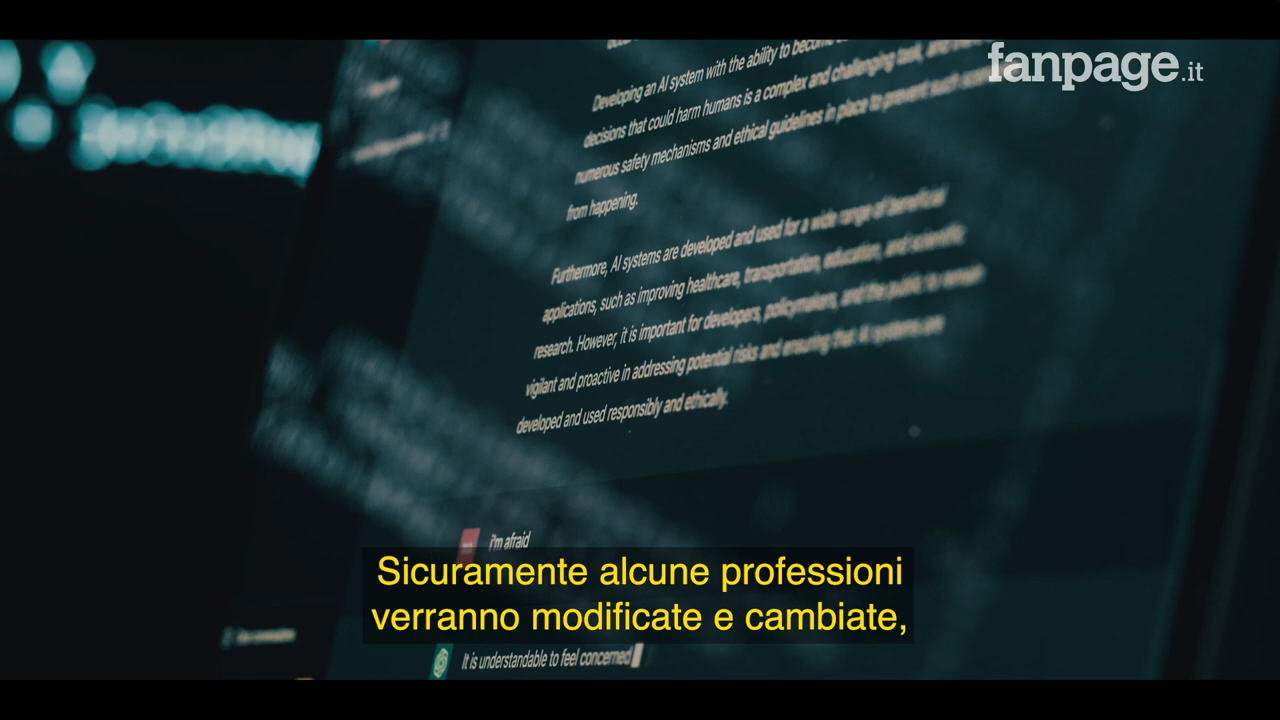 fanpage.it
Developing an AI system with the ability to become
decisions that could harm humans is a complex and challenging task, and
numerous safety mechanisms and ethical guidelines in place to prevent such
from happening.
Furthermore, AI systems are developed and used for a wide range of beneficial
applications, such as improving healthcare, transportation, education, and scientific
research. However, it is important for developers, policymakers, and the public to remain
vigilant and proactive in addressing potential risks and ensuring that AI systems are
developed and used responsibly and ethically.
i'm afraid
Sicuramente alcune professioni
verranno modificate e cambiate,
It is understandable to feel concerned